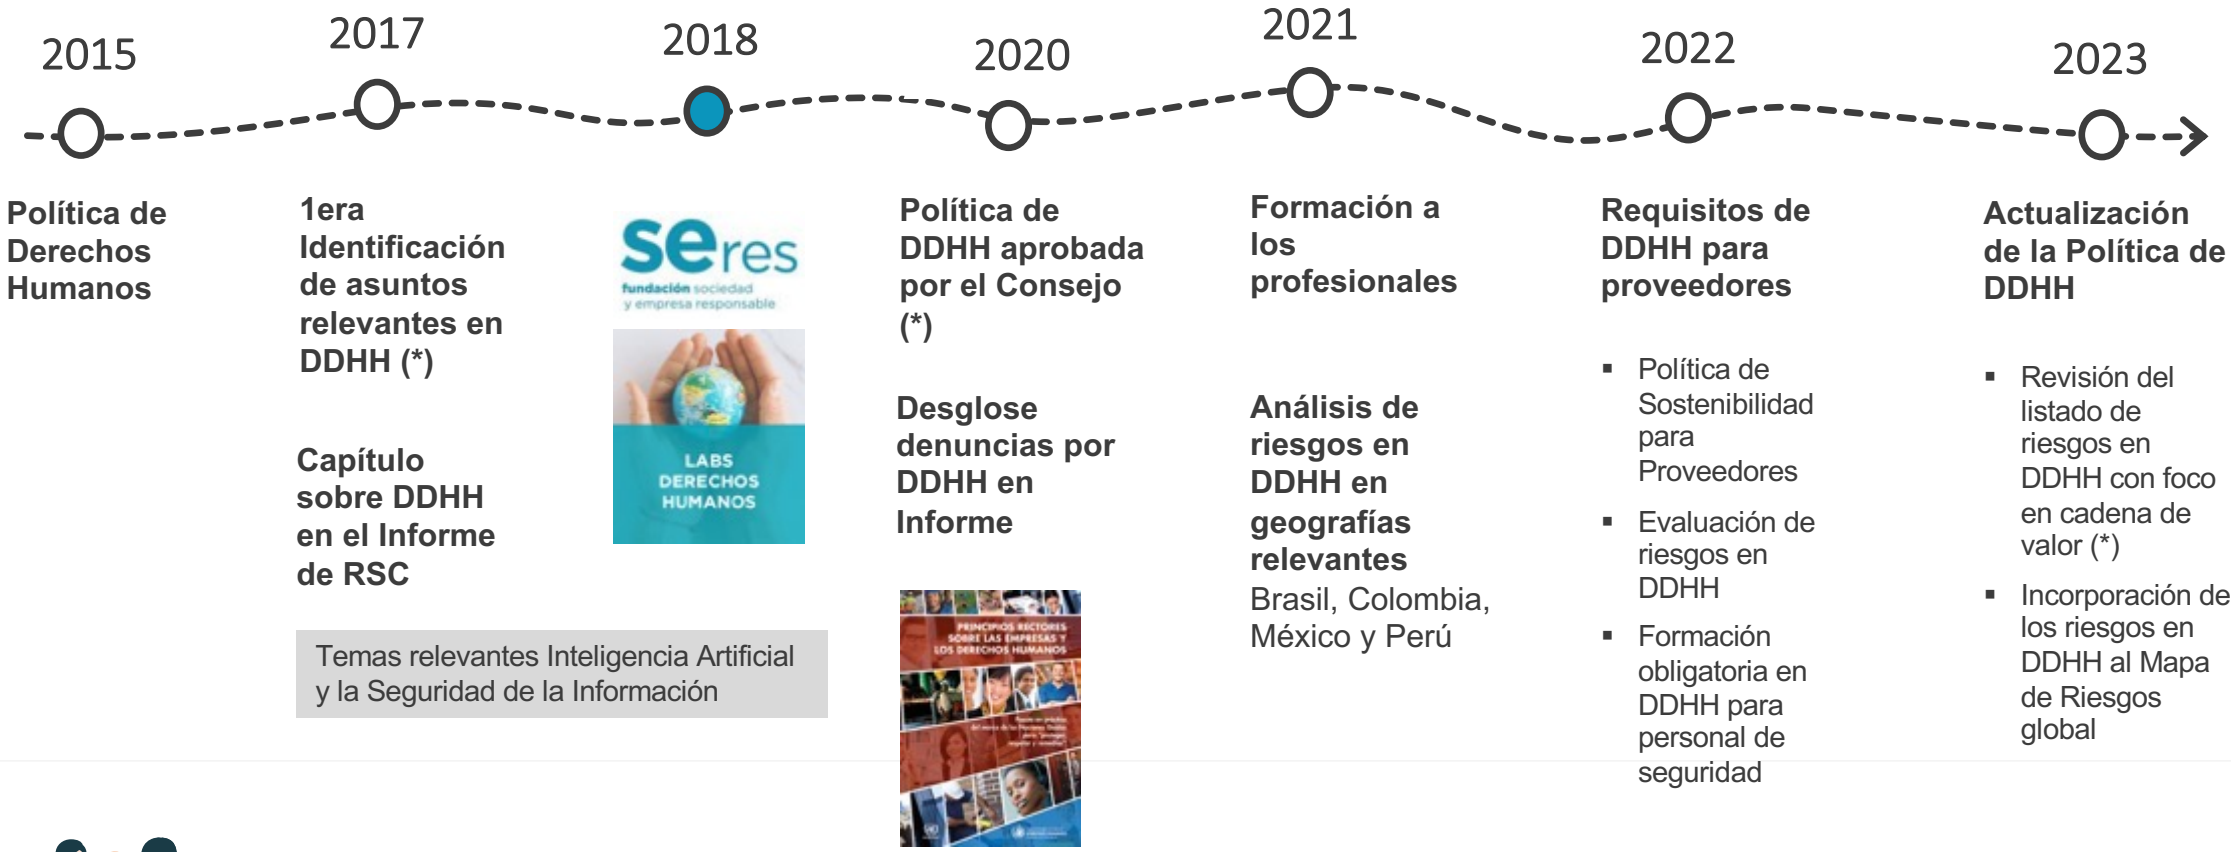 2015
2017
2018
2020
2021
2022
2023
Política de
Derechos
Humanos
1era
Identificación
de asuntos
relevantes en
DDHH (*)
Capítulo
sobre DDHH
en el Informe
de RSC
Temas relevantes Inteligencia Artificial
y la Seguridad de la Información
seres
fundación sociedad
y empresa responsable
LABS
DERECHOS
HUMANOS
Política de
DDHH aprobada
por el Consejo
(*)
Desglose
denuncias por
DDHH en
Informe
PRINCIPIOS RECTORES
SOBRE LAS EMPRESAS Y
LOS DERECHOS HUMANOS
Formación a
los
profesionales
Análisis de
riesgos en
DDHH en
geografías
relevantes
Brasil, Colombia,
México y Perú
Requisitos de
DDHH para
proveedores
▪ Política de
Sostenibilidad
para
Proveedores
▪ Evaluación de
riesgos en
DDHH
▪ Formación
obligatoria en
DDHH para
personal de
seguridad
Actualización
de la Política de
DDHH
▪ Revisión del
listado de
riesgos en
DDHH con foco
en cadena de
valor (*)
▪ Incorporación de
los riesgos en
DDHH al Mapa
de Riesgos
global